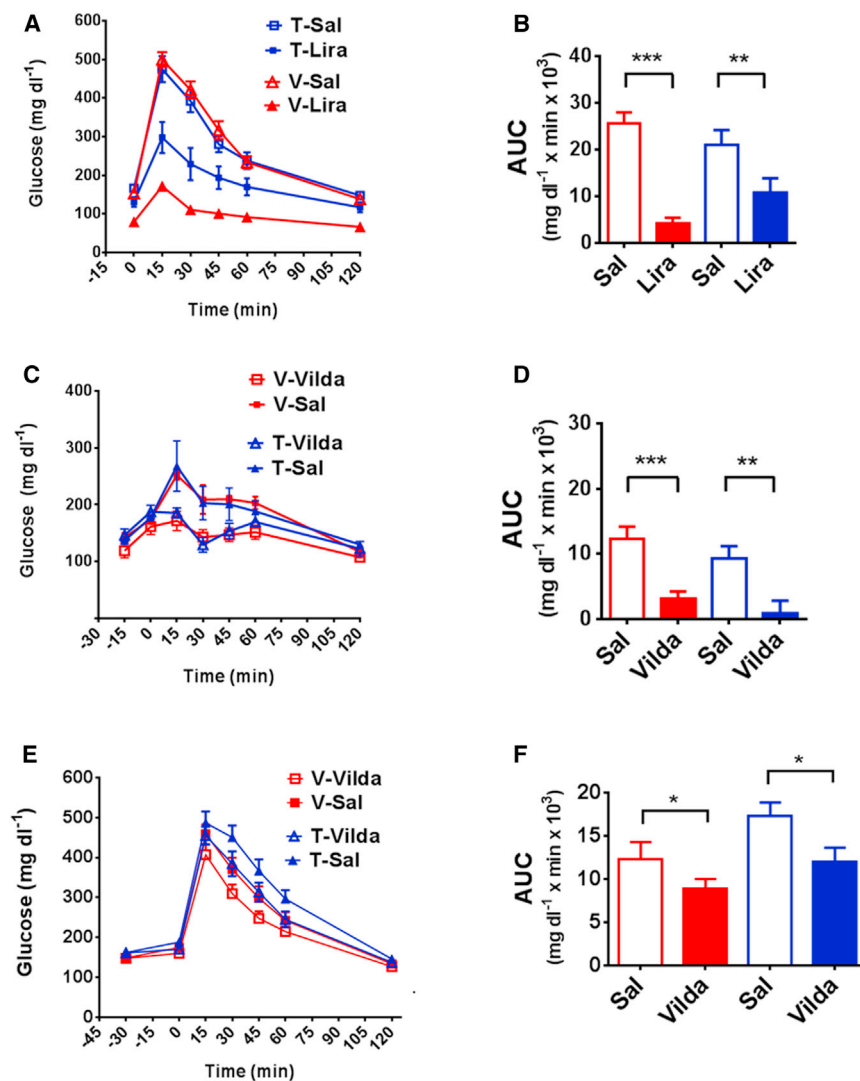 A
T-Sal
T-Lira
V-Sal
V-Lira
Glucose (mg dl⁻¹)
600
500
400
300
200
100
0
-15
0
15
30
45
60
75
90
105
120
Time (min)
B
AUC
(mg dl⁻¹ x min x 10³)
40
30
20
10
0
***
**
Sal
Lira
Sal
Lira
C
V-Vilda
V-Sal
T-Vilda
T-Sal
Glucose (mg dl⁻¹)
400
300
200
100
-30
-15
0
15
30
45
60
75
90
105
120
Time (min)
D
AUC
(mg dl⁻¹ x min x 10³)
30
20
10
0
***
**
Sal
Vilda
Sal
Vilda
E
V-Vilda
V-Sal
T-Vilda
T-Sal
Glucose (mg dl⁻¹)
600
500
400
300
200
100
0
-45
-30
-15
0
15
30
45
60
75
90
105
120
Time (min)
F
AUC
(mg dl⁻¹ x min x 10³)
20
15
10
5
0
*
*
Sal
Vilda
Sal
Vilda